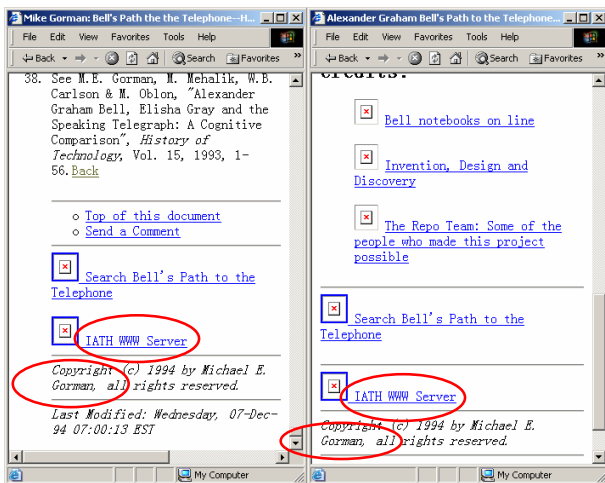 Mike Gorman: Bell's Path the the Telephone--H...
File Edit View Favorites Tools Help
Back Search Favorites »
38. See M.E. Gorman, M. Mehalik, W.B.
Carlson & M. Oblon, "Alexander
Graham Bell, Elisha Gray and the
Speaking Telegraph: A Cognitive
Comparison", History of
Technology, Vol. 15, 1993, 1-
56. Back
Top of this document
Send a Comment
Search Bell's Path to the
Telephone
IATH WWW Server
Copyright (c) 1994 by Michael E.
Gorman, all rights reserved.
Last Modified: Wednesday, 07-Dec-
94 07:00:13 EST
My Computer
Alexander Graham Bell's Path to the Telephone...
File Edit View Favorites Tools Help
Back Search Favorites »
Credits:
Bell notebooks on line
Invention, Design and
Discovery
The Repo Team: Some of the
people who made this project
possible
Search Bell's Path to the
Telephone
IATH WWW Server
Copyright (c) 1994 by Michael E.
Gorman, all rights reserved.
My Computer